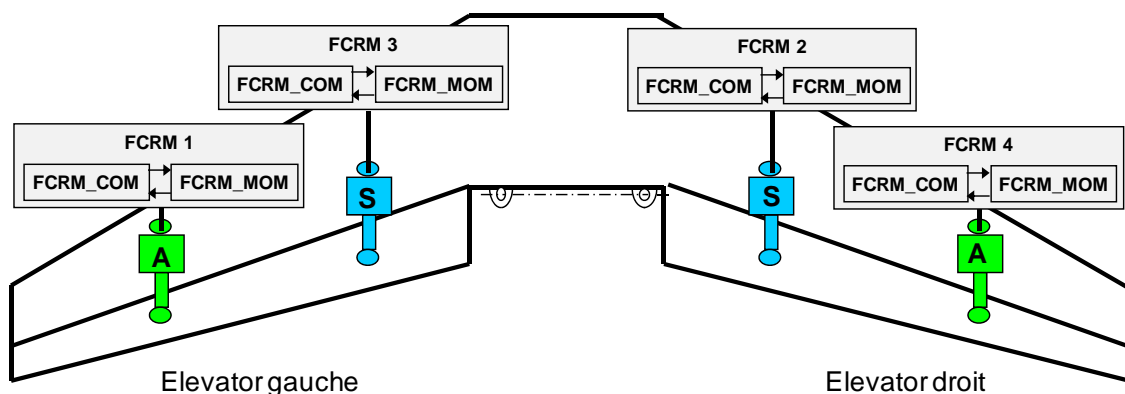 FCRM 3
FCRM_COM FCRM_MOM
FCRM 2
FCRM_COM FCRM_MOM
FCRM 1
FCRM_COM FCRM_MOM
FCRM 4
FCRM_COM FCRM_MOM
S
S
A
A
Elevator gauche
Elevator droit